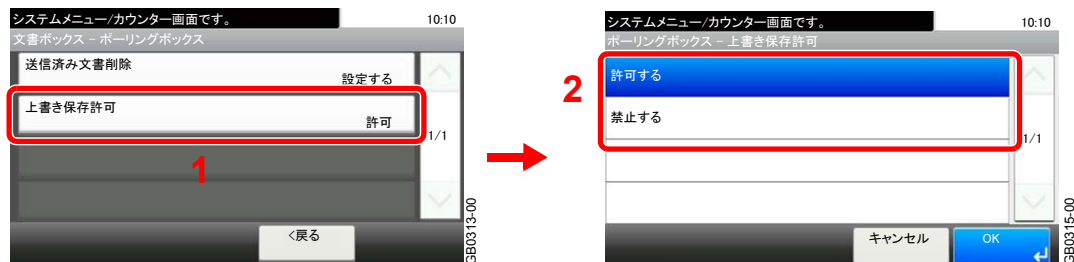 システムメニュー/カウンター画面です。
10:10
文書ボックス - ポーリングボックス
送信済み文書削除
設定する
上書き保存許可
許可
1/1
1
<戻る
GB0313-00
システムメニュー/カウンター画面です。
10:10
ポーリングボックス - 上書き保存許可
2
許可する
禁止する
1/1
キャンセル
OK
GB0315-00